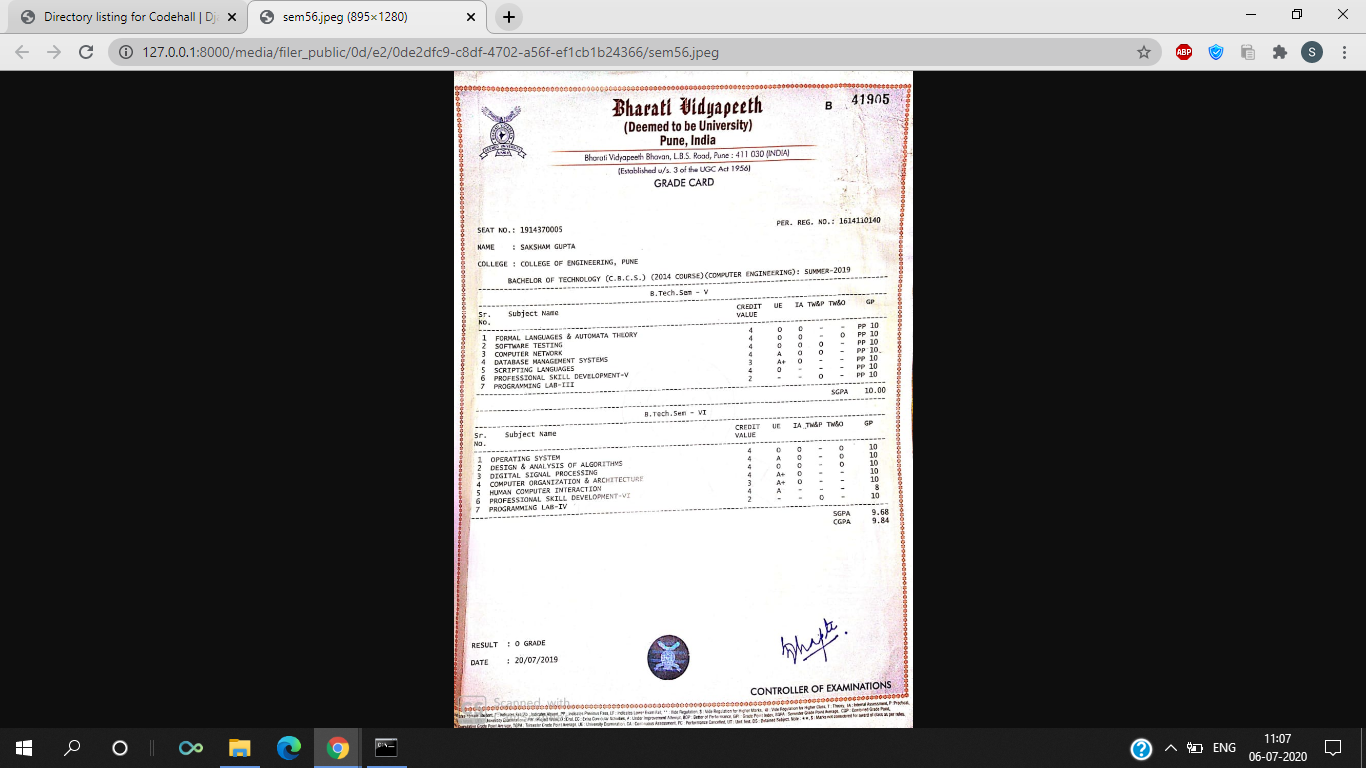 Directory listing for Codehall | Dj
sem56.jpeg (895×1280)
127.0.0.1:8000/media/filer_public/0d/e2/0de2dfc9-c8df-4702-a56f-ef1cb1b24366/sem56.jpeg
ABP
S
Bharati Vidyapeeth
B 41905
(Deemed to be University)
Pune, India
Bharati Vidyapeeth Bhavan, L.B.S. Road, Pune : 411 030 (INDIA)
(Established u/s. 3 of the UGC Act 1956)
GRADE CARD
SEAT NO.: 1914370005 PER. REG. NO.: 1614110140
NAME : SAKSHAM GUPTA
COLLEGE : COLLEGE OF ENGINEERING, PUNE
BACHELOR OF TECHNOLOGY (C.B.C.S.) (2014 COURSE)(COMPUTER ENGINEERING): SUMMER-2019
B.Tech.Sem - V
Sr. Subject Name CREDIT UE IA TW&P TW&O GP
No. VALUE
1 FORMAL LANGUAGES & AUTOMATA THEORY 4 O O - - PP 10
2 SOFTWARE TESTING 4 O O - O PP 10
3 COMPUTER NETWORK 4 O O O - PP 10
4 DATABASE MANAGEMENT SYSTEMS 4 A O O - PP 10
5 SCRIPTING LANGUAGES 3 A+ O - - PP 10
6 PROFESSIONAL SKILL DEVELOPMENT-V 4 O - - - PP 10
7 PROGRAMMING LAB-III 2 - - O - PP 10
SGPA 10.00
B.Tech.Sem - VI
Sr. Subject Name CREDIT UE IA TW&P TW&O GP
No. VALUE
1 OPERATING SYSTEM 4 O O - O 10
2 DESIGN & ANALYSIS OF ALGORITHMS 4 A O - O 10
3 DIGITAL SIGNAL PROCESSING 4 O O - O 10
4 COMPUTER ORGANIZATION & ARCHITECTURE 4 A+ O - - 10
5 HUMAN COMPUTER INTERACTION 3 A+ O - - 10
6 PROFESSIONAL SKILL DEVELOPMENT-VI 4 A - - - 8
7 PROGRAMMING LAB-IV 2 - - O - 10
SGPA 9.68
CGPA 9.84
RESULT : O GRADE
DATE : 20/07/2019
CONTROLLER OF EXAMINATIONS
Scanned with
ENG
11:07
06-07-2020